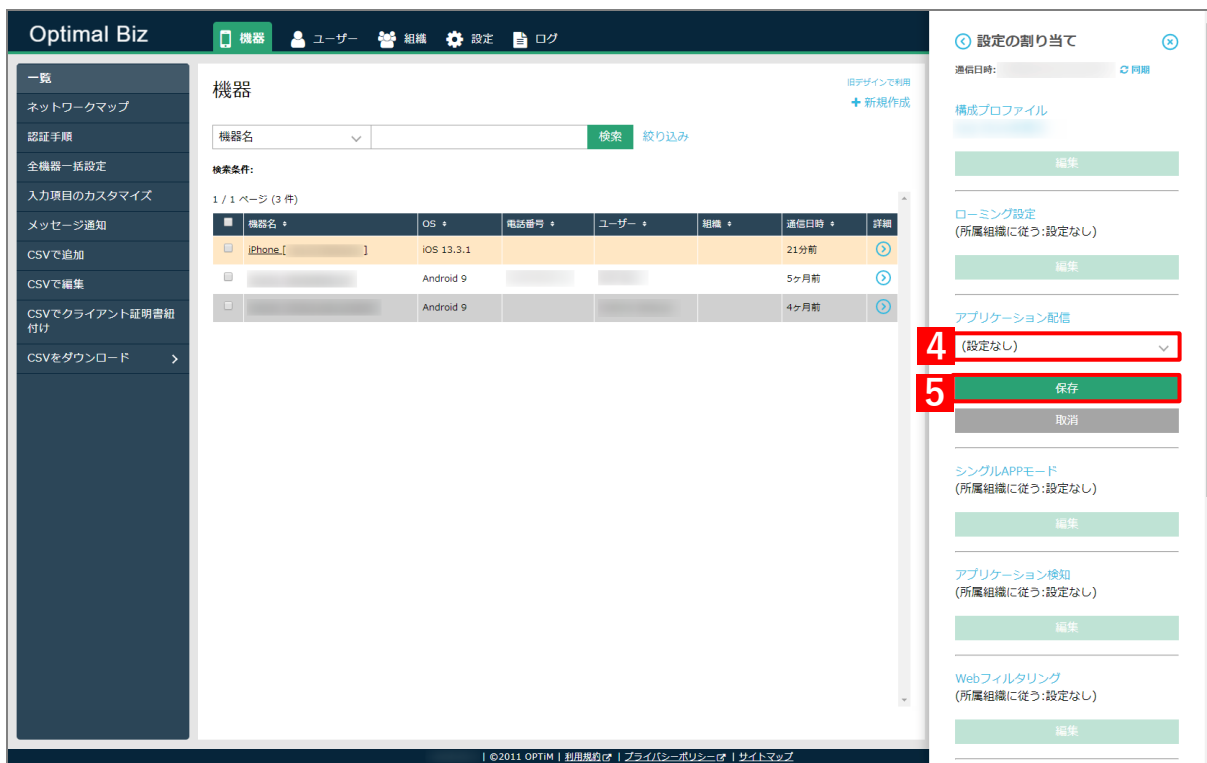 Optimal Biz
機器
ユーザー
組織
設定
ログ
一覧
ネットワークマップ
認証手順
全機器一括設定
入力項目のカスタマイズ
メッセージ通知
CSVで追加
CSVで編集
CSVでクライアント証明書紐
付け
CSVをダウンロード
機器
旧デザインで利用
新規作成
機器名
検索
絞り込み
検索条件:
1 / 1 ページ (3 件)
機器名 OS 電話番号 ユーザー 組織 通信日時 詳細
iPhone [ ] iOS 13.3.1 21分前
Android 9 5ヶ月前
Android 9 4ヶ月前
設定の割り当て
通信日時: 同期
構成プロファイル
編集
ローミング設定
(所属組織に従う:設定なし)
編集
アプリケーション配信
4 (設定なし)
5 保存
取消
シングルAPPモード
(所属組織に従う:設定なし)
編集
アプリケーション検知
(所属組織に従う:設定なし)
編集
Webフィルタリング
(所属組織に従う:設定なし)
編集
| ©2011 OPTiM | 利用規約 | プライバシーポリシー | サイトマップ